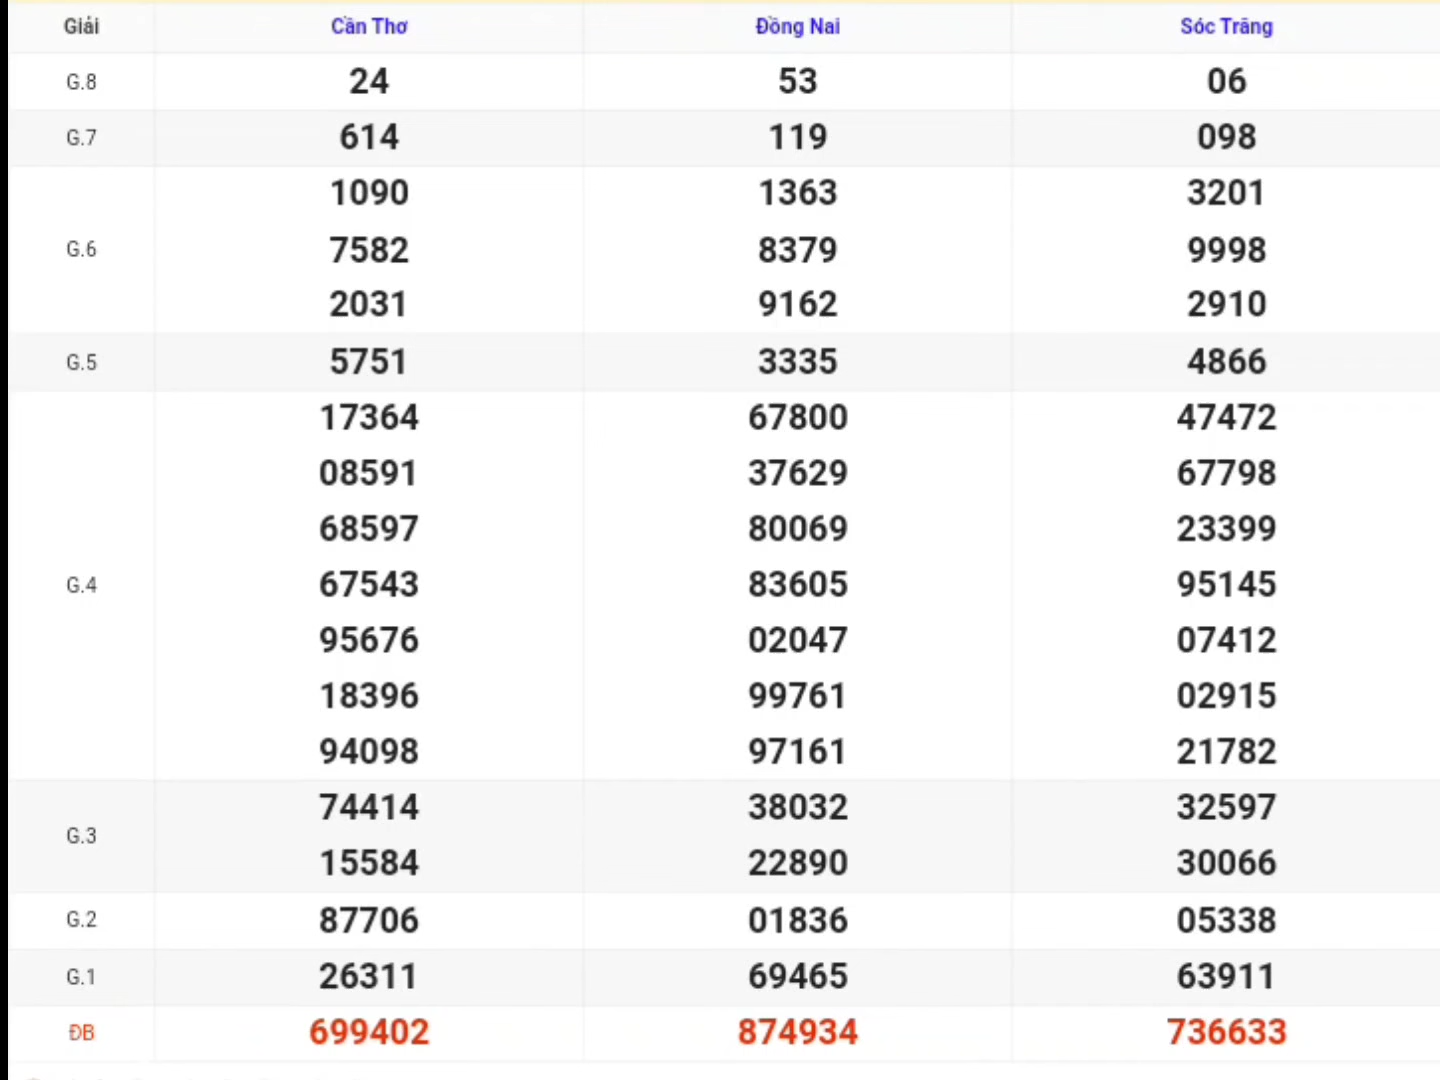 Giải Cần Thơ Đồng Nai Sóc Trăng
G.8 24 53 06
G.7 614 119 098
1090 1363 3201
G.6 7582 8379 9998
2031 9162 2910
G.5 5751 3335 4866
17364 67800 47472
08591 37629 67798
68597 80069 23399
G.4 67543 83605 95145
95676 02047 07412
18396 99761 02915
94098 97161 21782
74414 38032 32597
G.3
15584 22890 30066
G.2 87706 01836 05338
G.1 26311 69465 63911
ĐB 699402 874934 736633